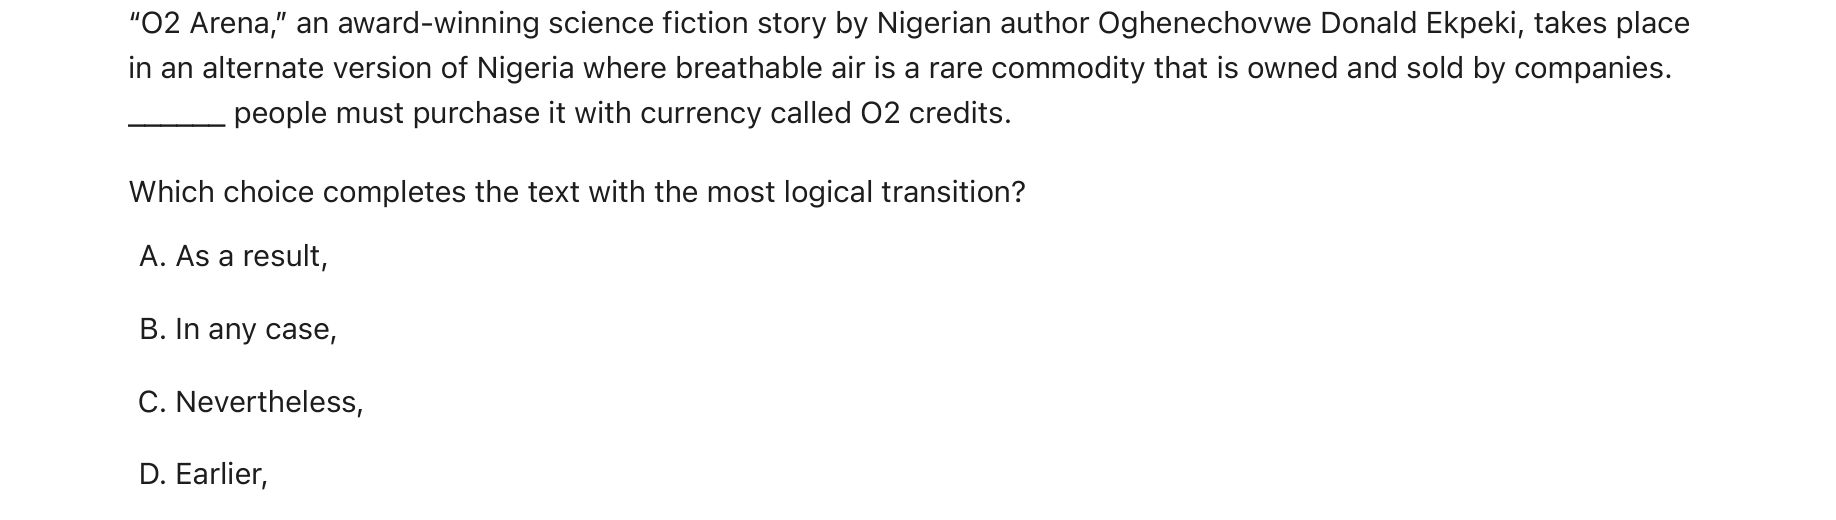 “O2 Arena,” an award-winning science fiction story by Nigerian author Oghenechovwe Donald Ekpeki, takes place
in an alternate version of Nigeria where breathable air is a rare commodity that is owned and sold by companies.
______ people must purchase it with currency called O2 credits.
Which choice completes the text with the most logical transition?
A. As a result,
B. In any case,
C. Nevertheless,
D. Earlier,